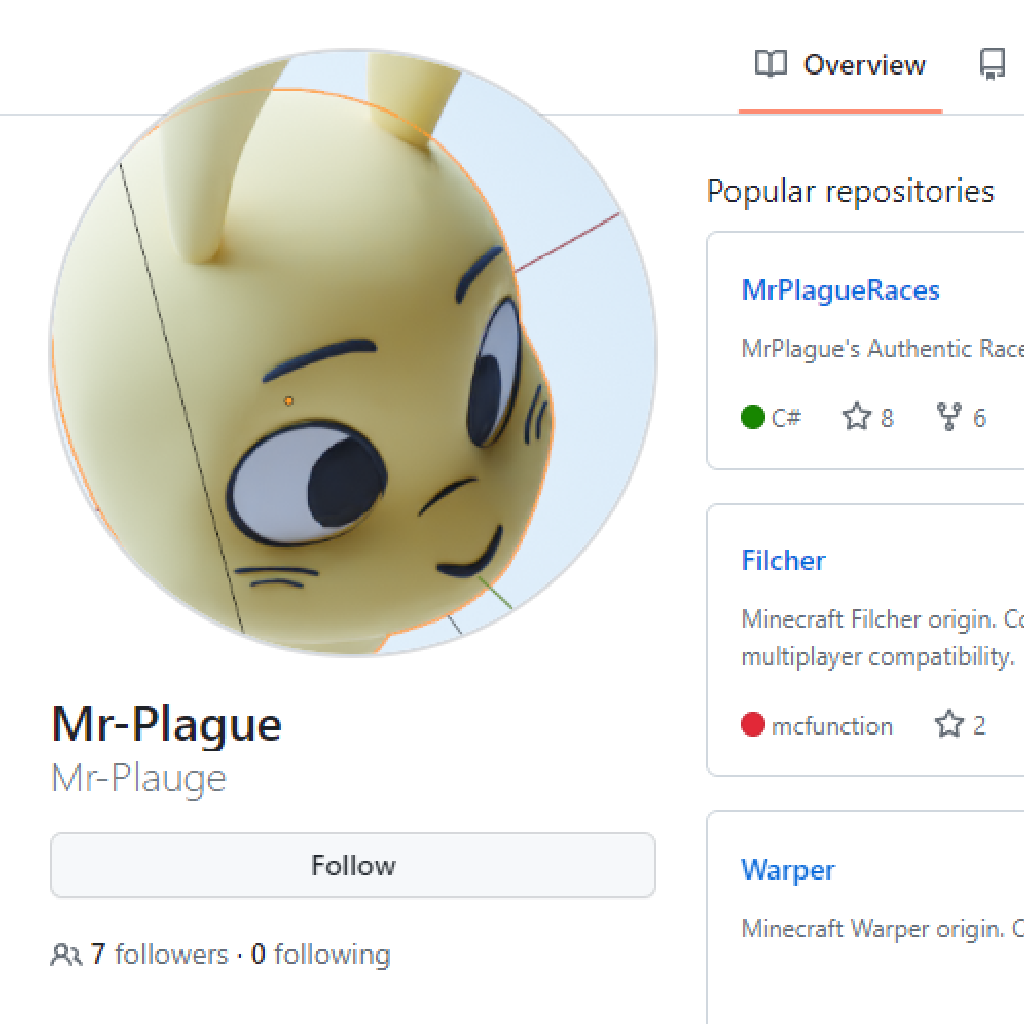 Overview
Popular repositories
MrPlagueRaces
MrPlague's Authentic Race
C# 8 6
Filcher
Minecraft Filcher origin. Co
multiplayer compatibility.
mcfunction 2
Warper
Minecraft Warper origin. C
Mr-Plague
Mr-Plauge
Follow
7 followers · 0 following